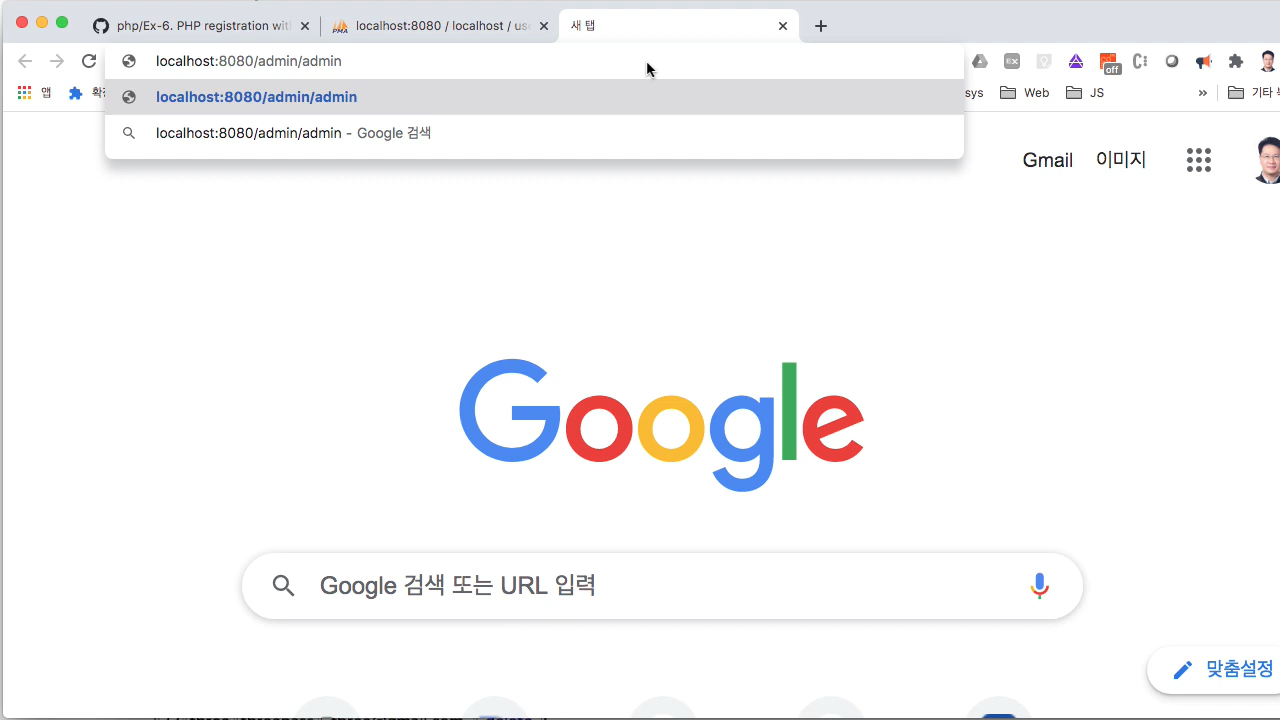 php/Ex-6. PHP registration wit
localhost:8080 / localhost / us
새 탭
localhost:8080/admin/admin
off
앱
localhost:8080/admin/admin
sys
Web
JS
»
기타
localhost:8080/admin/admin - Google 검색
Gmail
이미지
Google
Google 검색 또는 URL 입력
맞춤설정